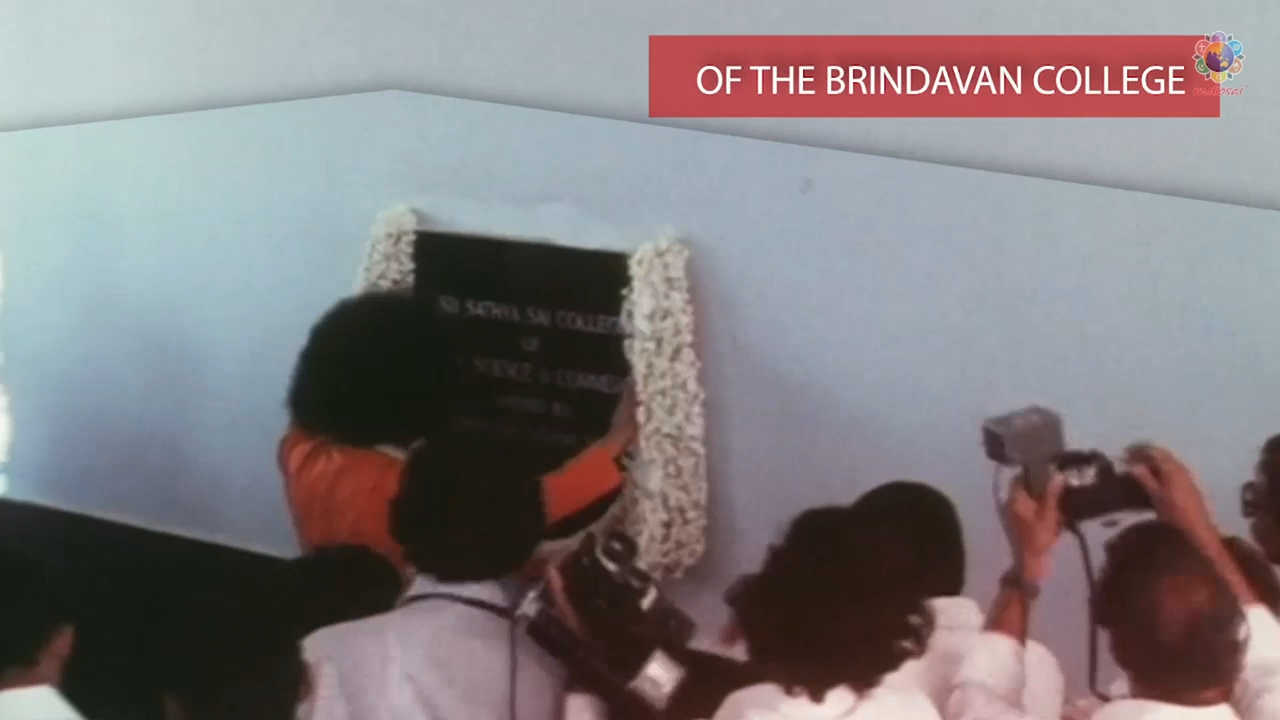 OF THE BRINDAVAN COLLEGE
SRI SATHYA SAI COLLEGE
OF
SCIENCE & COMMERCE